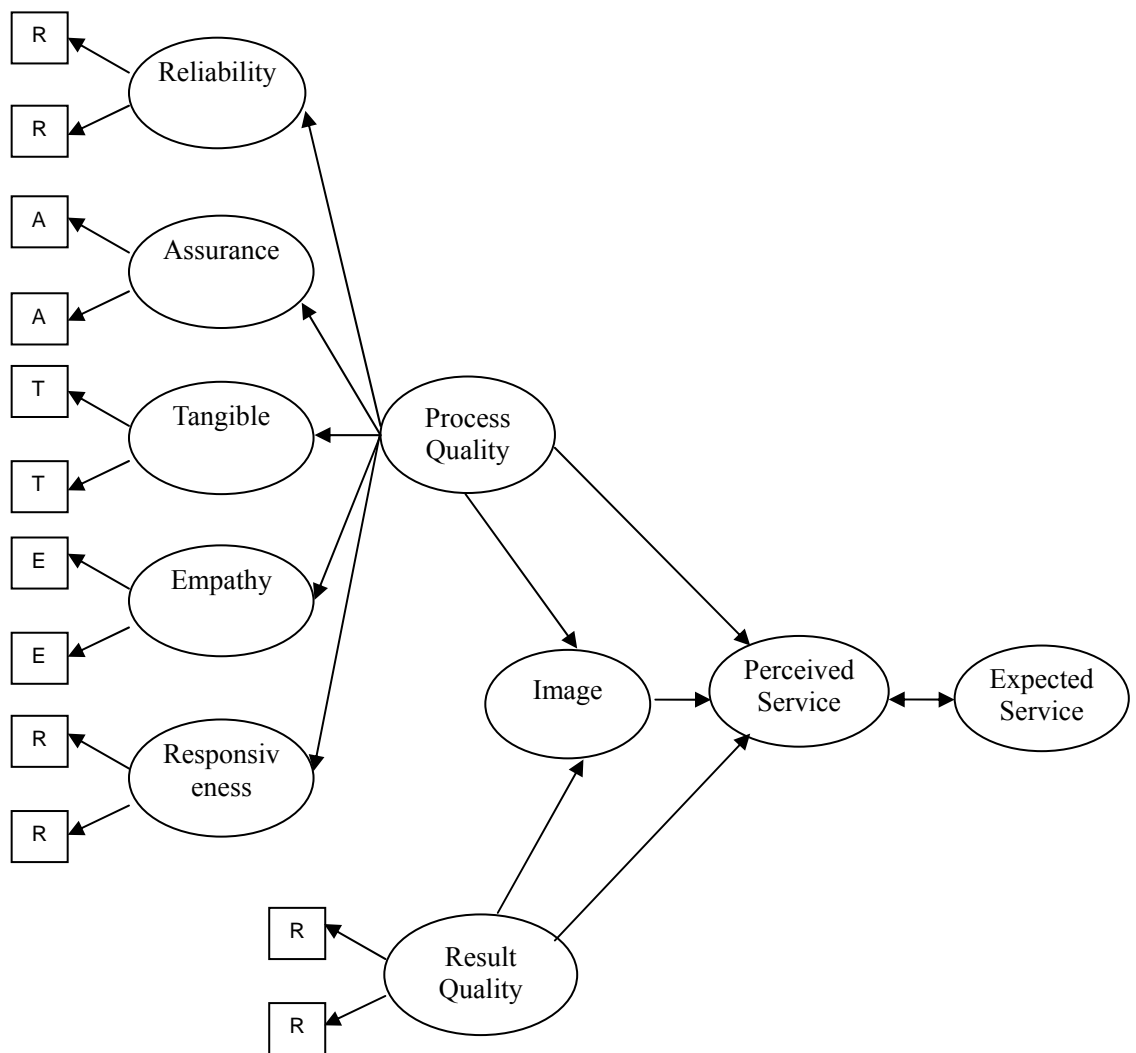 R
Reliability
R
A
Assurance
A
T
Tangible
T
Process
Quality
E
Empathy
E
Image
Perceived
Service
Expected
Service
R
Responsiv
eness
R
R
Result
Quality
R